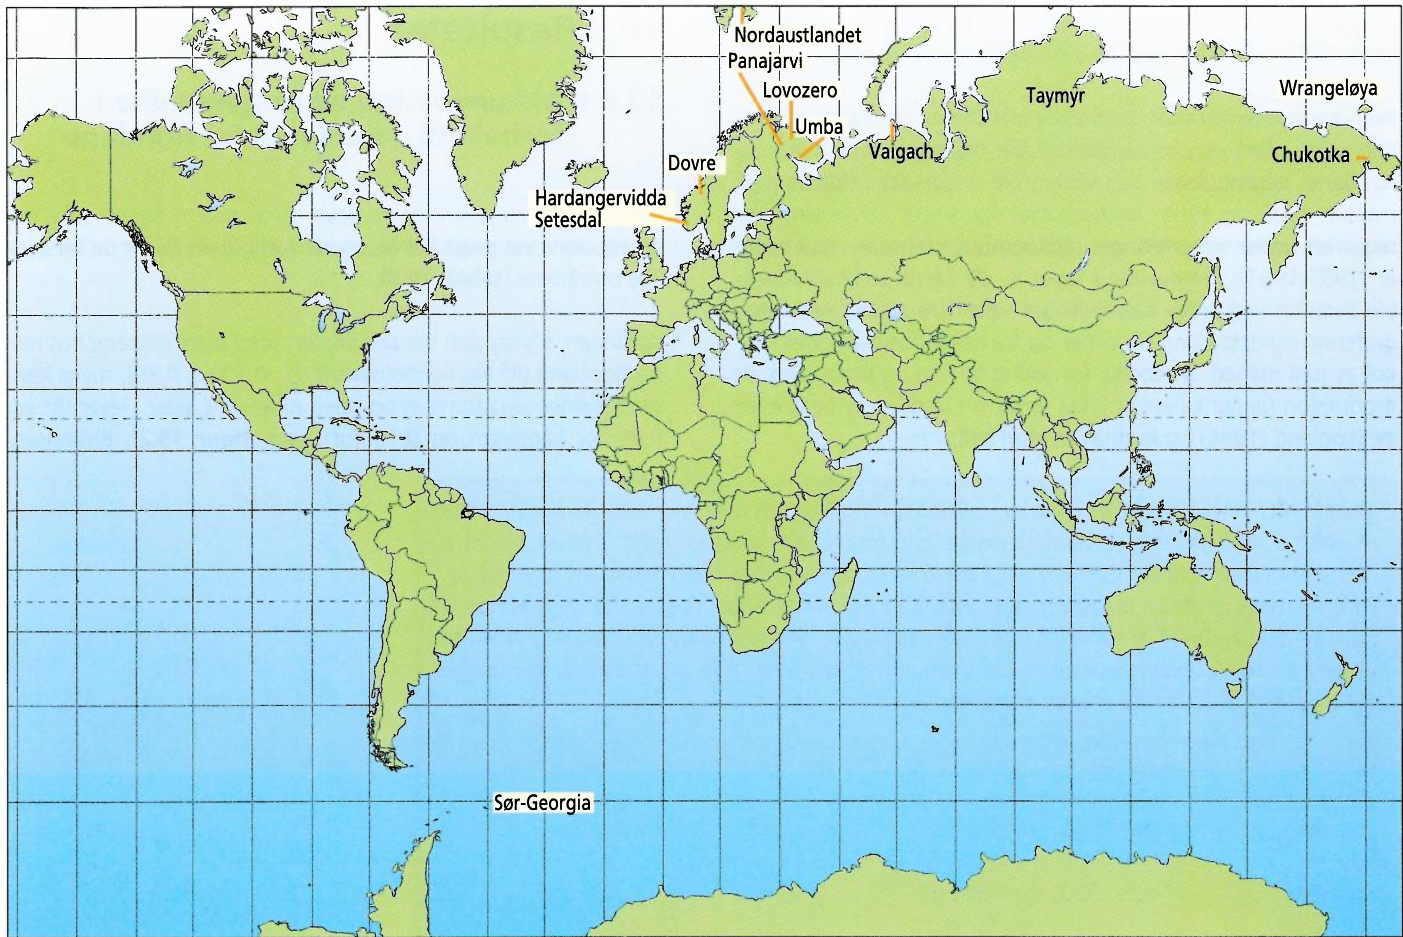 Nordaustlandet
Panajarvi
Lovozero
Umba
Taymyr
Wrangeløya
Vaigach
Chukotka
Dovre
Hardangervidda
Setesdal
Sør-Georgia